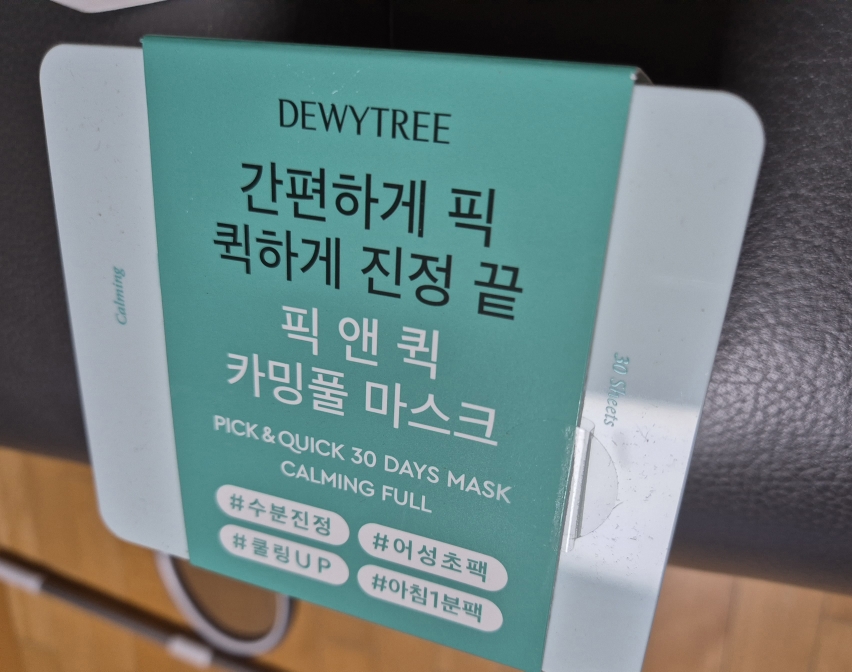 DEWYTREE
간편하게 픽
퀵하게 진정 끝
픽 앤 퀵
카밍풀 마스크
PICK & QUICK 30 DAYS MASK
CALMING FULL
#수분진정 #어성초팩
#쿨링UP #아침1분팩
Calming
30 Sheets